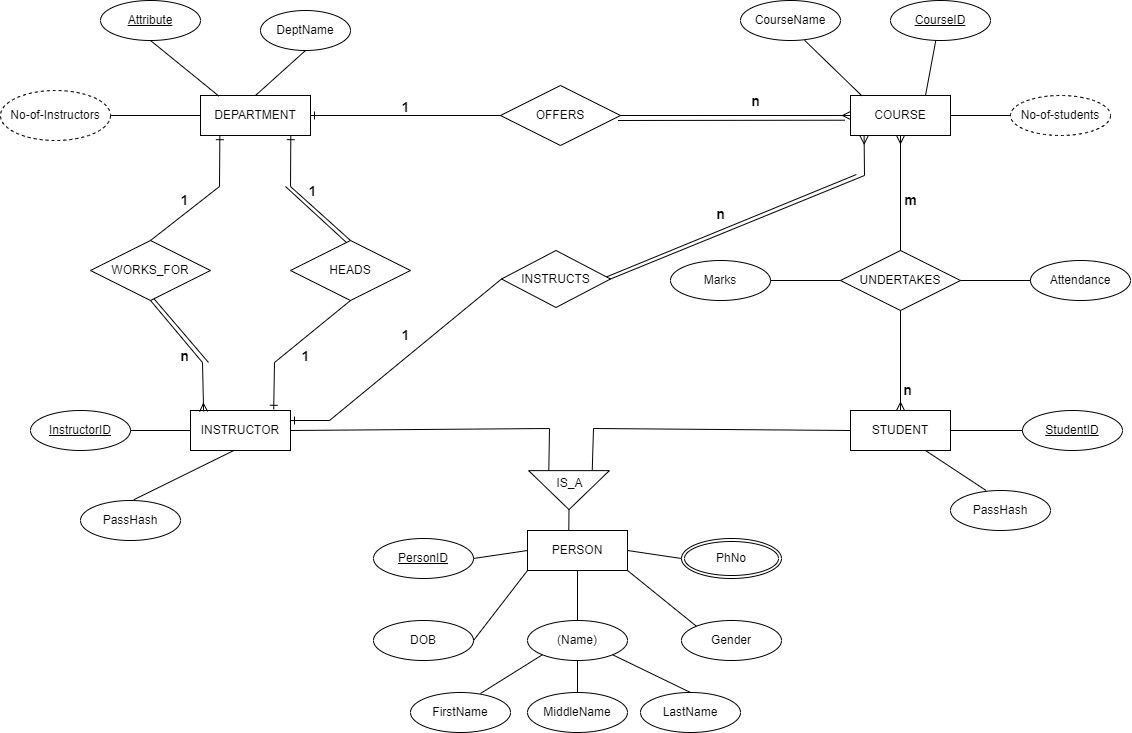 Attribute
DeptName
CourseName
CourseID
No-of-Instructors
DEPARTMENT
1
OFFERS
n
COURSE
No-of-students
1
1
n
m
WORKS_FOR
HEADS
INSTRUCTS
Marks
UNDERTAKES
Attendance
n
1
1
n
InstructorID
INSTRUCTOR
STUDENT
StudentID
IS_A
PassHash
PassHash
PersonID
PERSON
PhNo
DOB
(Name)
Gender
FirstName
MiddleName
LastName